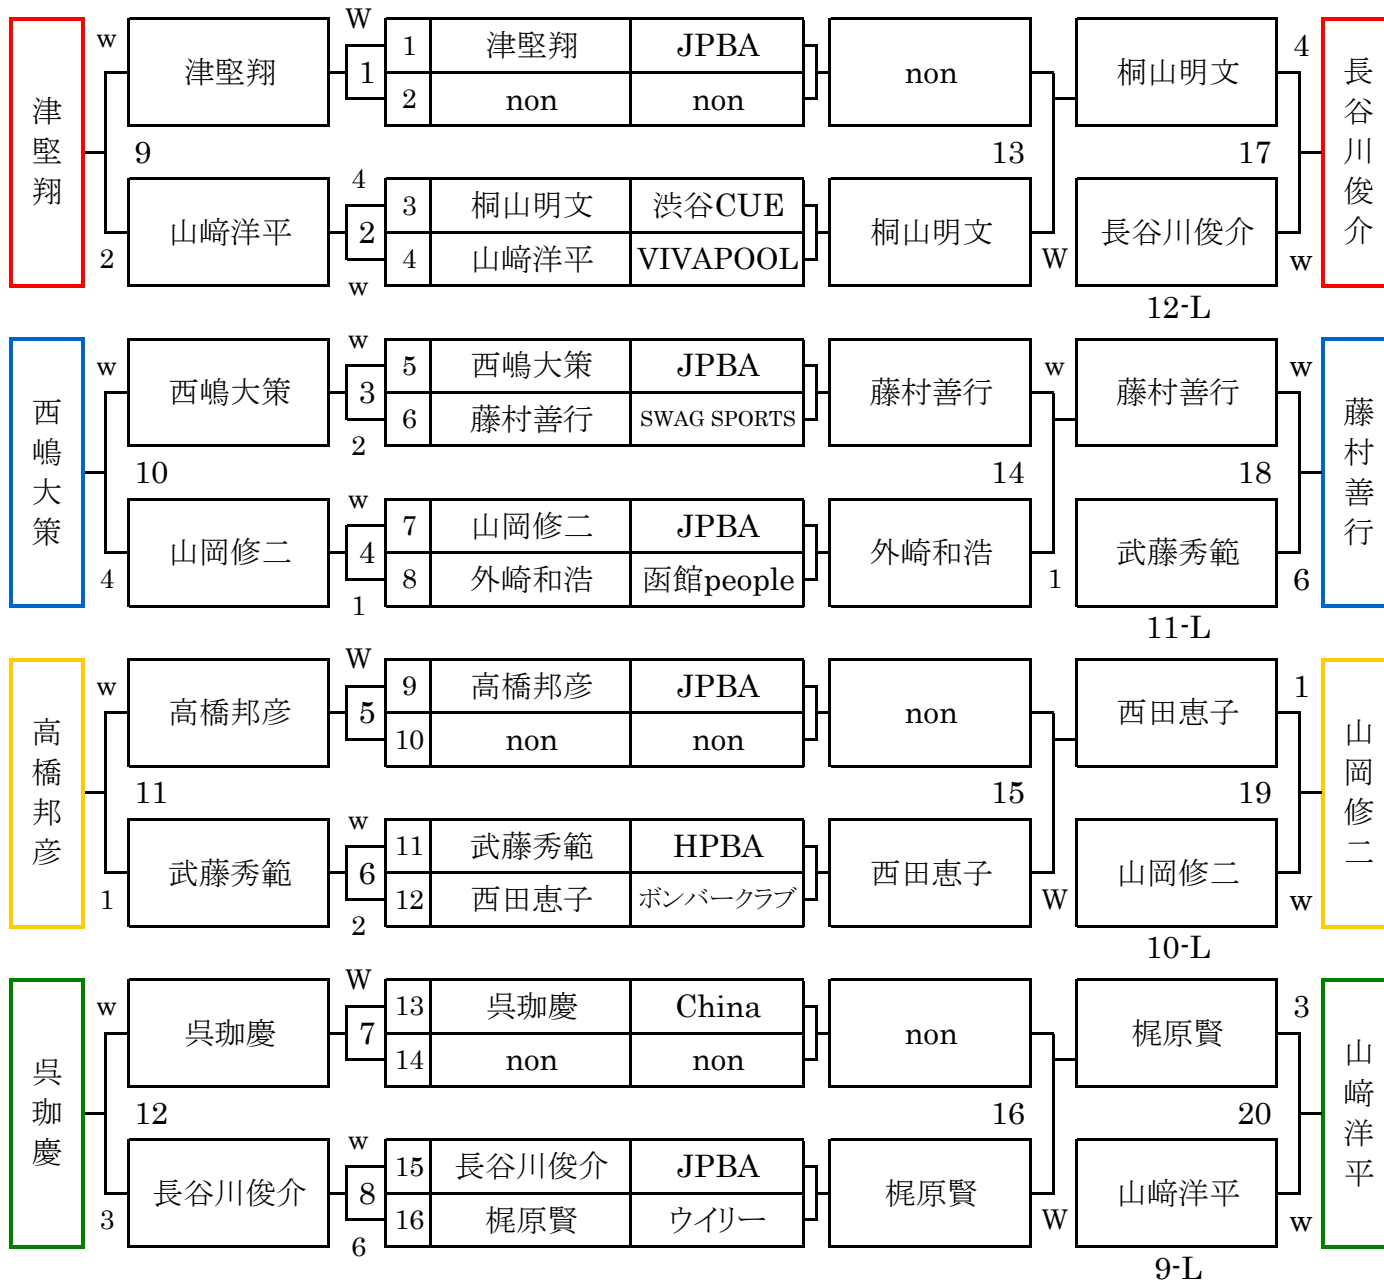 津堅翔
w
2
津堅翔
9
山﨑洋平
W
1
4
2
w
1 津堅翔 JPBA
2 non non
3 桐山明文 渋谷CUE
4 山﨑洋平 VIVAPOOL
non
13
桐山明文
W
桐山明文
17
長谷川俊介
12-L
4
w
長谷川俊介
西嶋大策
w
4
西嶋大策
10
山岡修二
w
3
2
w
4
1
5 西嶋大策 JPBA
6 藤村善行 SWAG SPORTS
7 山岡修二 JPBA
8 外崎和浩 函館people
藤村善行
14
外崎和浩
w
1
藤村善行
18
武藤秀範
11-L
w
6
藤村善行
高橋邦彦
w
1
高橋邦彦
11
武藤秀範
W
5
w
6
2
9 高橋邦彦 JPBA
10 non non
11 武藤秀範 HPBA
12 西田恵子 ボンバークラブ
non
15
西田恵子
W
西田恵子
19
山岡修二
10-L
1
w
山岡修二
呉珈慶
w
3
呉珈慶
12
長谷川俊介
W
7
w
8
6
13 呉珈慶 China
14 non non
15 長谷川俊介 JPBA
16 梶原賢 ウイリー
non
16
梶原賢
W
梶原賢
20
山﨑洋平
9-L
3
w
山﨑洋平